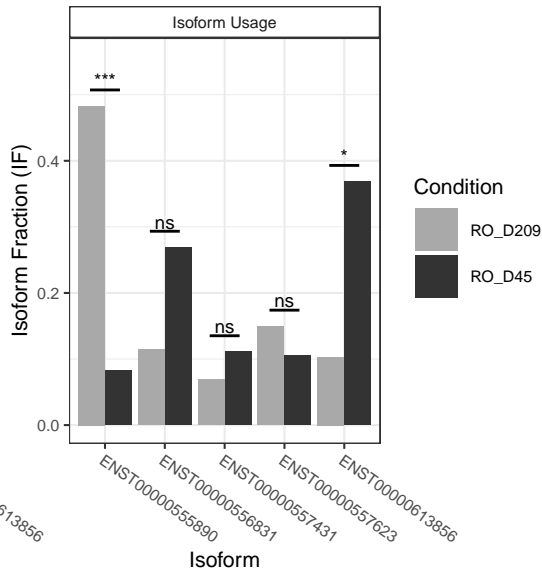 Isoform Usage
***
*
ns
ns
ns
0.4
0.2
0.0
Isoform Fraction (IF)
Condition
RO_D209
RO_D45
ENST00000555890
ENST00000556831
ENST00000557431
ENST00000557623
ENST00000613856
613856
Isoform